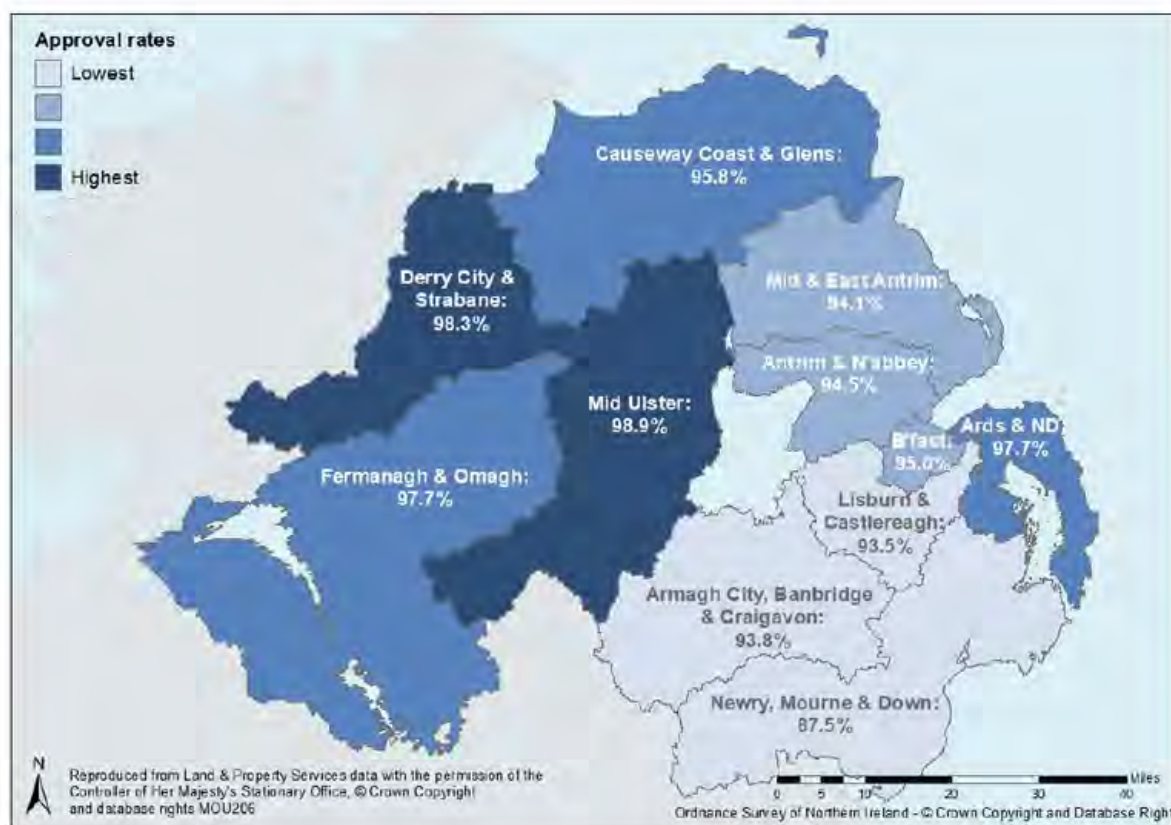 Approval rates
Lowest
Highest
Causeway Coast & Glens:
95.8%
Derry City &
Strabane:
98.3%
Mid & East Antrim:
94.1%
Antrim & N'abbey:
94.5%
Mid Ulster:
98.9%
B'fast:
95.0%
Ards & ND:
97.7%
Fermanagh & Omagh:
97.7%
Lisburn &
Castlereagh:
93.5%
Armagh City, Banbridge
& Craigavon:
93.8%
Newry, Mourne & Down:
87.5%
N
Reproduced from Land & Property Services data with the permission of the
Controller of Her Majesty's Stationary Office, © Crown Copyright
and database rights MOU206
Miles
0 5 10 20 30 40
Ordnance Survey of Northern Ireland - © Crown Copyright and Database Right